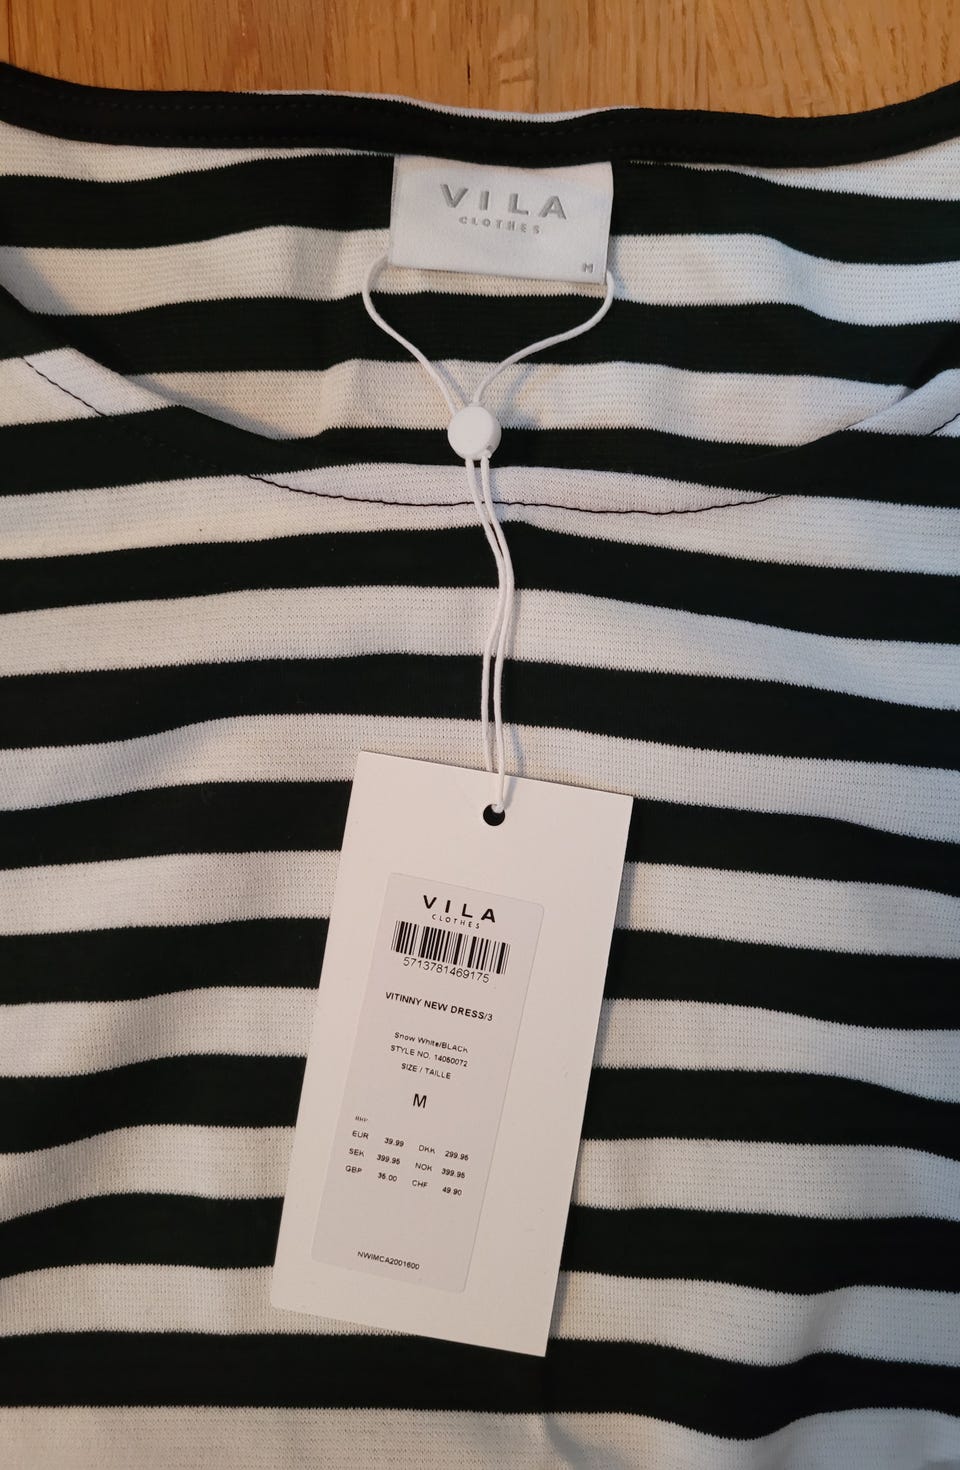 VILA
CLOTHES
M
VILA
CLOTHES
5713781469175
VITINNY NEW DRESS/3
Snow White/BLACK
STYLE NO. 14060072
SIZE / TAILLE
M
RRP
EUR 39.99 DKK 299.95
SEK 399.95 NOK 399.95
GBP 36.00 CHF 49.90
NWIMCA2001600